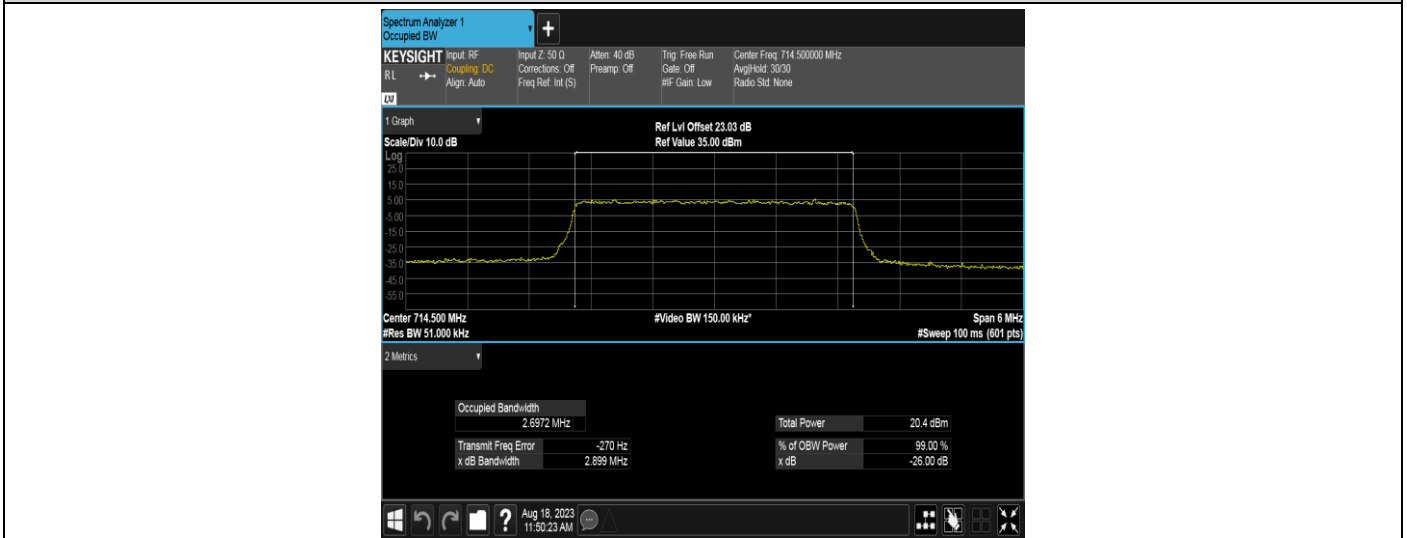 Spectrum Analyzer 1
Occupied BW
+
KEYSIGHT
RL
LXI
Input: RF
Coupling: DC
Align: Auto
Input Z: 50 Ω
Corrections: Off
Freq Ref: Int (S)
Atten: 40 dB
Preamp: Off
Trig: Free Run
Gate: Off
#IF Gain: Low
Center Freq: 714.500000 MHz
Avg|Hold: 30/30
Radio Std: None
1 Graph
Scale/Div 10.0 dB
Ref Lvl Offset 23.03 dB
Ref Value 35.00 dBm
Log
25.0
15.0
5.00
-5.00
-15.0
-25.0
-35.0
-45.0
-55.0
Center 714.500 MHz
#Res BW 51.000 kHz
#Video BW 150.00 kHz*
Span 6 MHz
#Sweep 100 ms (601 pts)
2 Metrics
Occupied Bandwidth
2.6972 MHz
Total Power 20.4 dBm
Transmit Freq Error -270 Hz
% of OBW Power 99.00 %
x dB Bandwidth 2.899 MHz
x dB -26.00 dB
?
Aug 18, 2023
11:50:23 AM